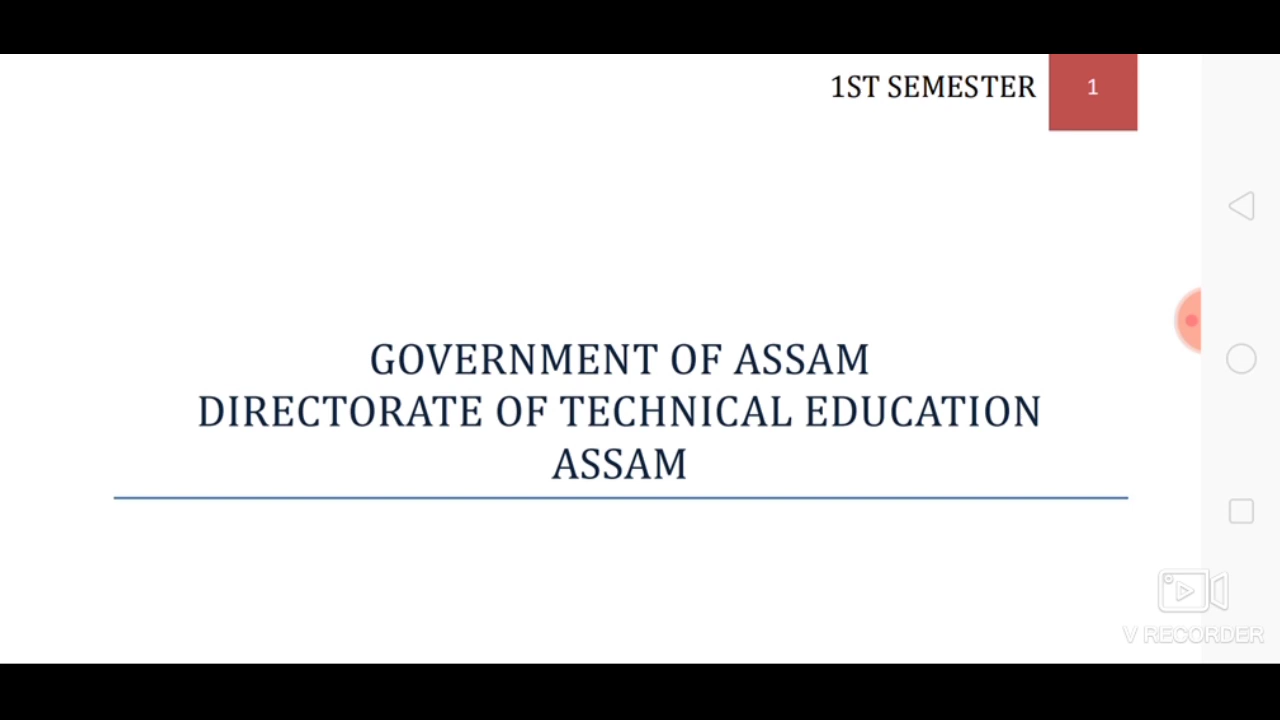 1ST SEMESTER 1
GOVERNMENT OF ASSAM
DIRECTORATE OF TECHNICAL EDUCATION
ASSAM
V RECORDER